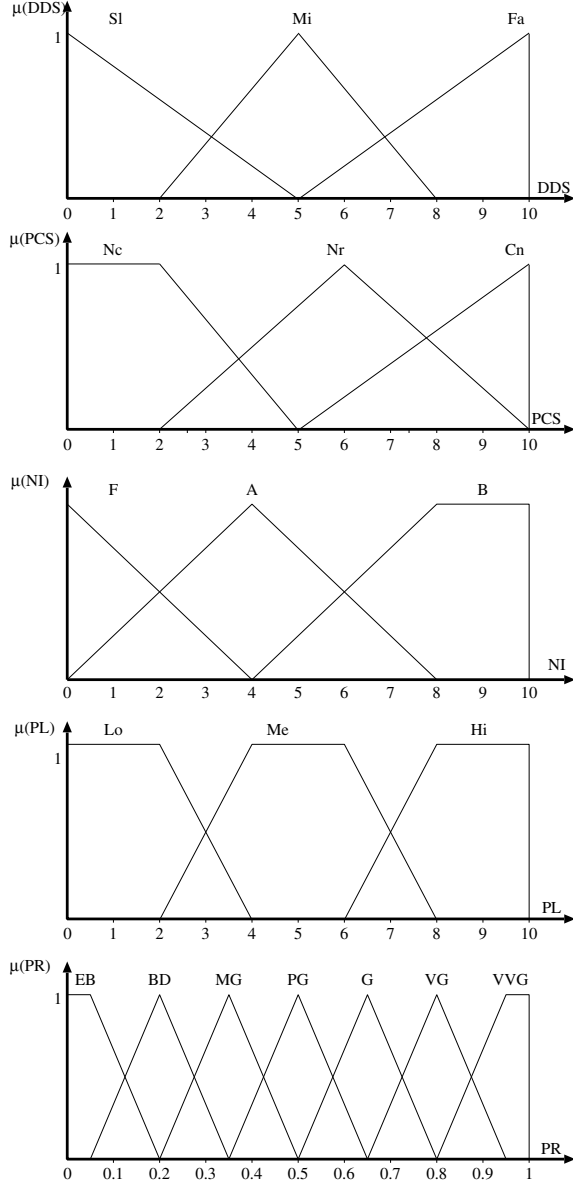 μ(DDS)
Sl Mi Fa
1
DDS
0 1 2 3 4 5 6 7 8 9 10
μ(PCS)
Nc Nr Cn
1
PCS
0 1 2 3 4 5 6 7 8 9 10
μ(NI)
F A B
NI
0 1 2 3 4 5 6 7 8 9 10
μ(PL)
Lo Me Hi
1
PL
0 1 2 3 4 5 6 7 8 9 10
μ(PR)
EB BD MG PG G VG VVG
1
PR
0 0.1 0.2 0.3 0.4 0.5 0.6 0.7 0.8 0.9 1